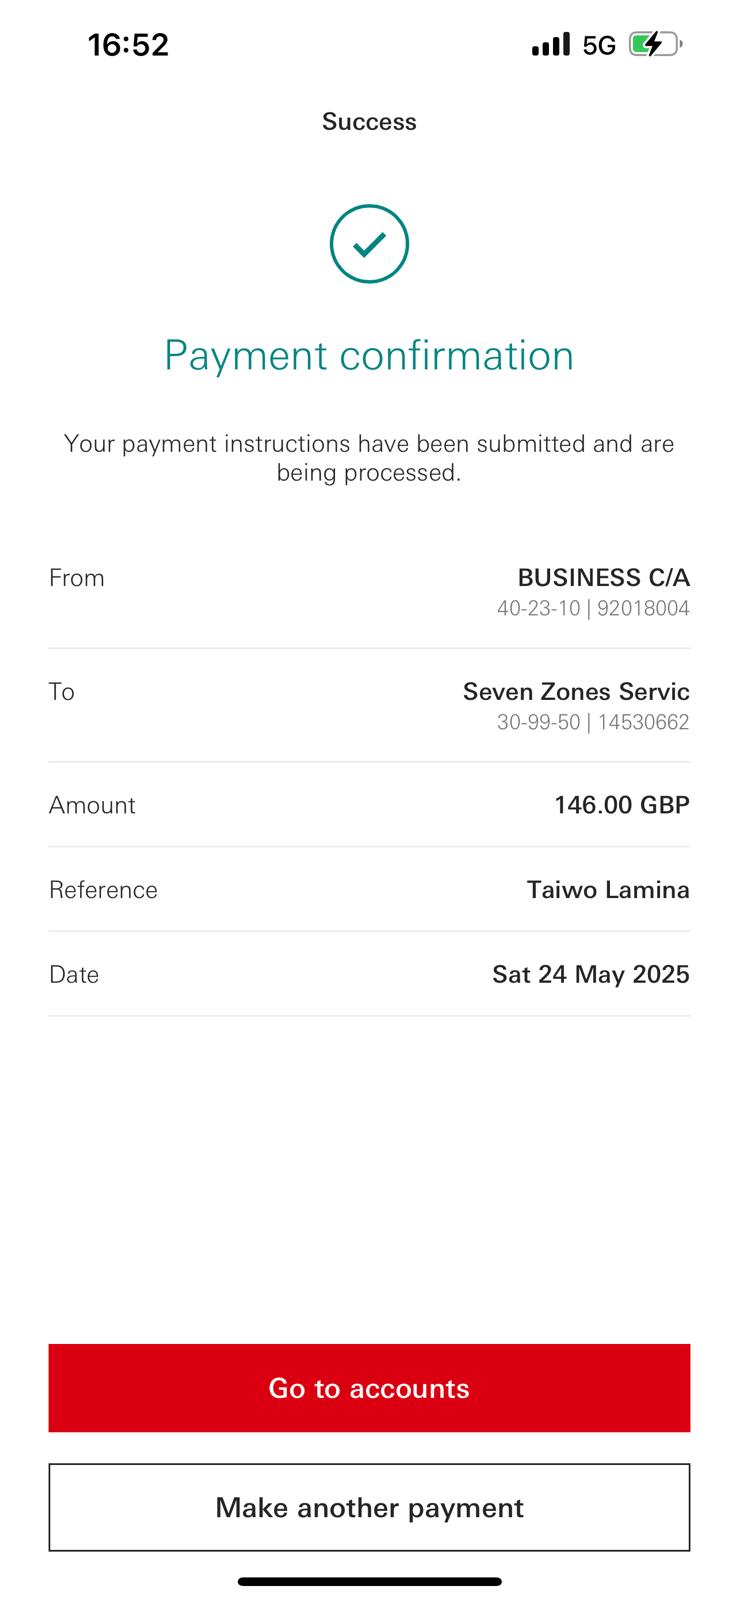 16:52
5G
Success
Payment confirmation
Your payment instructions have been submitted and are
being processed.
From
BUSINESS C/A
40-23-10 | 92018004
To
Seven Zones Servic
30-99-50 | 14530662
Amount
146.00 GBP
Reference
Taiwo Lamina
Date
Sat 24 May 2025
Go to accounts
Make another payment